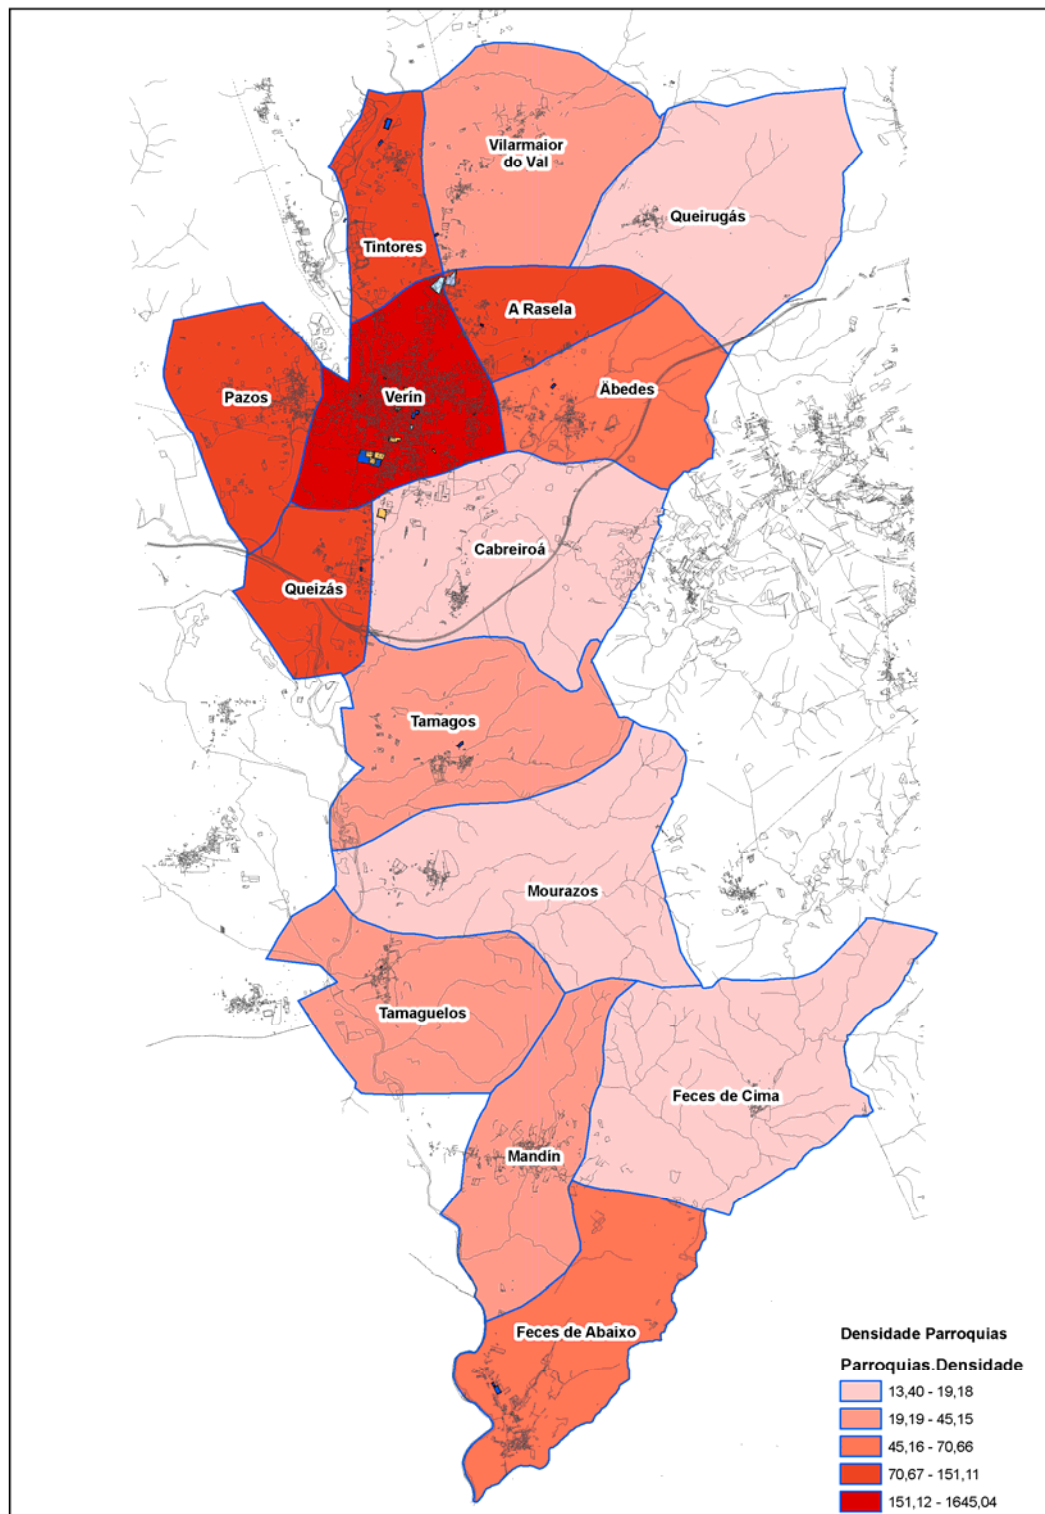 Vilarmaior
do Val
Queirugás
Tintores
A Rasela
Pazos
Verín
Äbedes
Cabreiroá
Queizás
Tamagos
Mourazos
Tamaguelos
Feces de Cima
Mandín
Feces de Abaixo
Densidade Parroquias
Parroquias.Densidade
13,40 - 19,18
19,19 - 45,15
45,16 - 70,66
70,67 - 151,11
151,12 - 1645,04